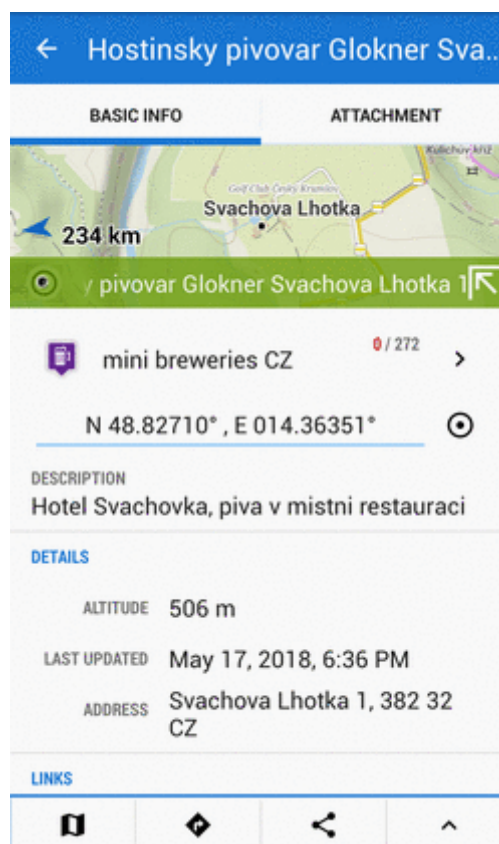 Hostinsky pivovar Glokner Sva..
BASIC INFO
ATTACHMENT
Golf Club Český Krumlov
Svachova Lhotka
234 km
pivovar Glokner Svachova Lhotka 1
mini breweries CZ
0 / 272
N 48.82710° , E 014.36351°
DESCRIPTION
Hotel Svachovka, piva v mistni restauraci
DETAILS
ALTITUDE 506 m
LAST UPDATED May 17, 2018, 6:36 PM
ADDRESS Svachova Lhotka 1, 382 32
CZ
LINKS